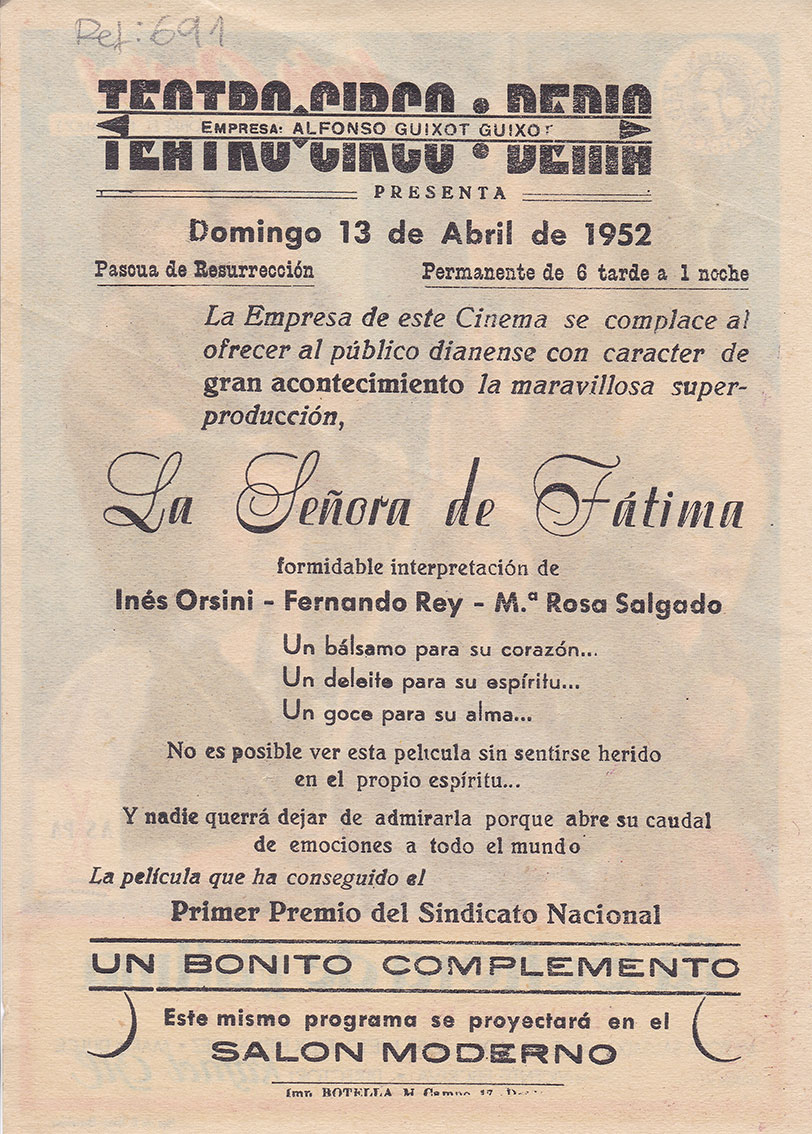 Ref: 691
TEATRO-CIRCO • DENIA
EMPRESA: ALFONSO GUIXOT GUIXOT
PRESENTA
Domingo 13 de Abril de 1952
Pascua de Resurrección Permanente de 6 tarde a 1 noche
La Empresa de este Cinema se complace al
ofrecer al público dianense con caracter de
gran acontecimiento la maravillosa super-
producción,
La Señora de Fátima
formidable interpretación de
Inés Orsini - Fernando Rey - M.ª Rosa Salgado
Un bálsamo para su corazón...
Un deleite para su espíritu...
Un goce para su alma...
No es posible ver esta pelicula sin sentirse herido
en el propio espíritu...
Y nadie querrá dejar de admirarla porque abre su caudal
de emociones a todo el mundo
La película que ha conseguido el
Primer Premio del Sindicato Nacional
UN BONITO COMPLEMENTO
Este mismo programa se proyectará en el
SALON MODERNO
Imp. BOTELLA M. Campo 17